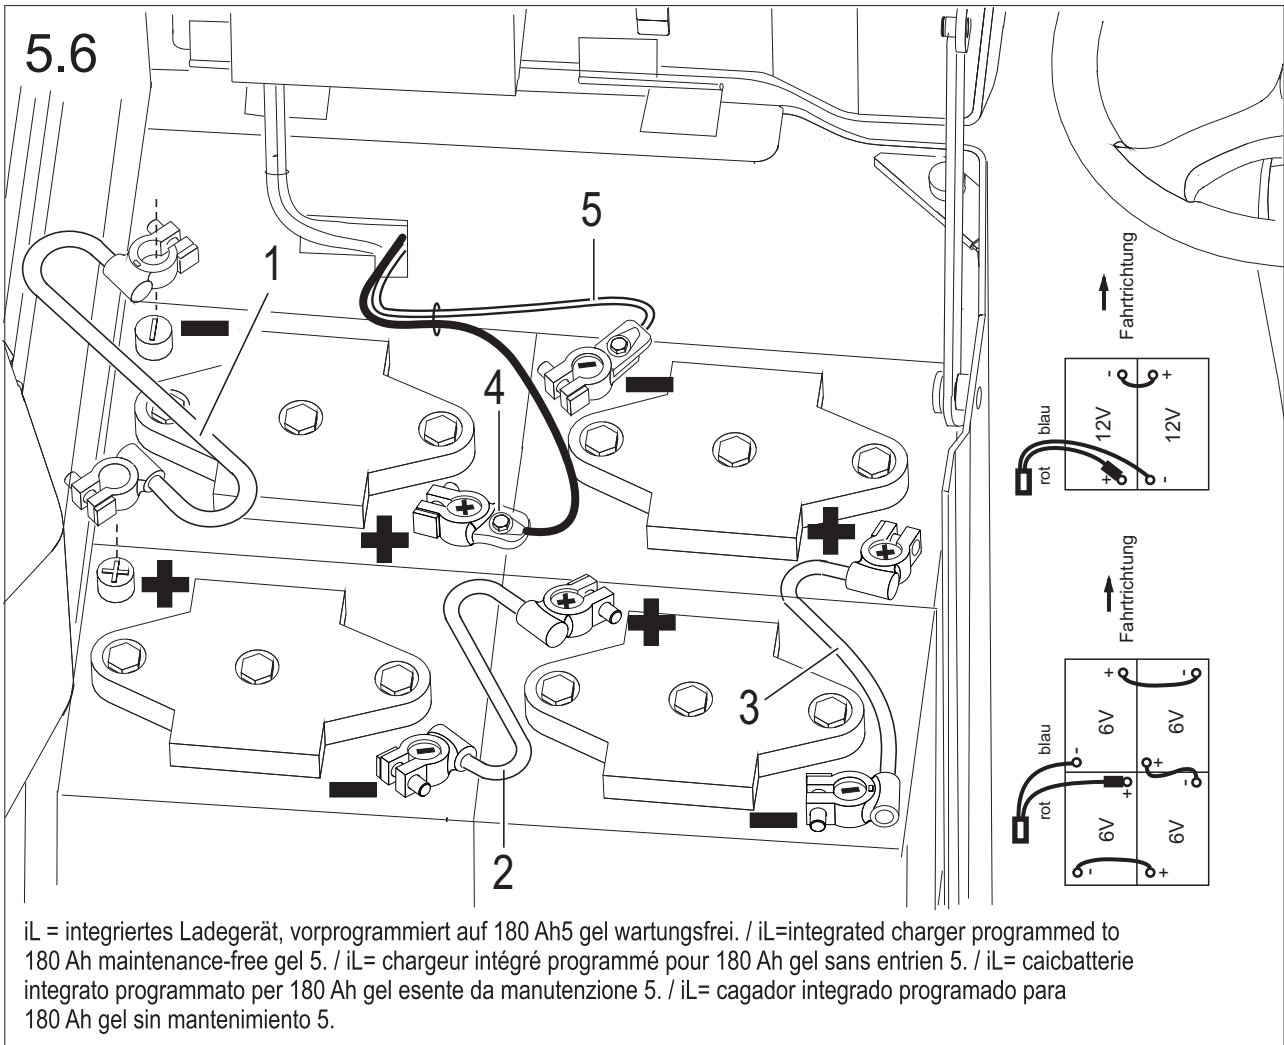 5.6
5
1
4
3
2
Fahrtrichtung
- +
blau
12V
12V
rot
+ -
Fahrtrichtung
+ -
6V
6V
blau
- +
rot
+ -
6V
6V
- +
iL = integriertes Ladegerät, vorprogrammiert auf 180 Ah5 gel wartungsfrei. / iL=integrated charger programmed to
180 Ah maintenance-free gel 5. / iL= chargeur intégré programmé pour 180 Ah gel sans entrien 5. / iL= caicbatterie
integrato programmato per 180 Ah gel esente da manutenzione 5. / iL= cagador integrado programado para
180 Ah gel sin mantenimiento 5.